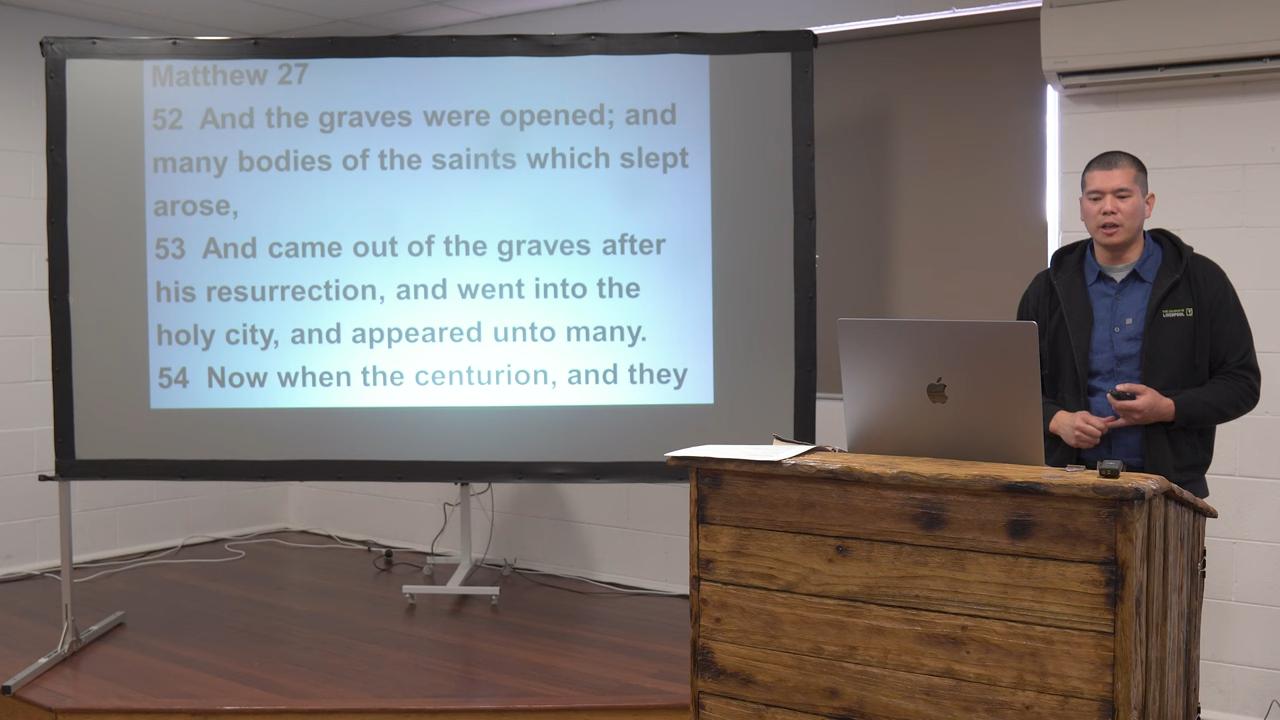 Matthew 27
52 And the graves were opened; and
many bodies of the saints which slept
arose,
53 And came out of the graves after
his resurrection, and went into the
holy city, and appeared unto many.
54 Now when the centurion, and they
LIVERPOOL